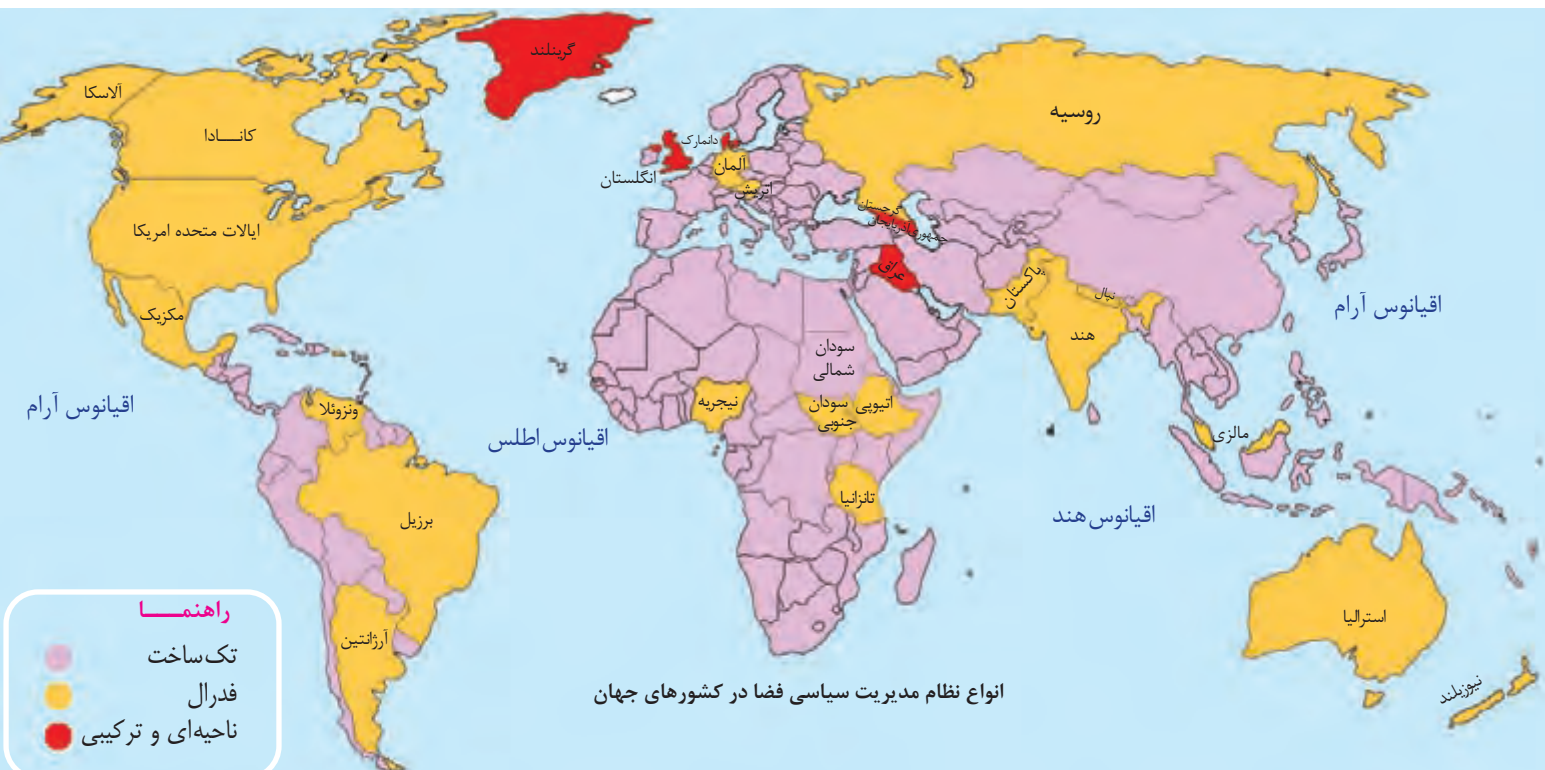 گرینلند
آلاسکا
کانـــادا
ایالات متحده امریکا
مکزیک
ونزوئلا
برزیل
آرژانتین
اقیانوس آرام
اقیانوس اطلس
انگلستان
دانمارک
آلمان
اتریش
روسیه
گرجستان
جمهوری آذربایجان
عراق
پاکستان
نپال
هند
سودان
شمالی
نیجریه
سودان
جنوبی
اتیوپی
تانزانیا
مالزی
اقیانوس آرام
اقیانوس هند
استرالیا
نیوزیلند
راهنمـــــا
تک‌ساخت
فدرال
ناحیه‌ای و ترکیبی
انواع نظام مدیریت سیاسی فضا در کشورهای جهان